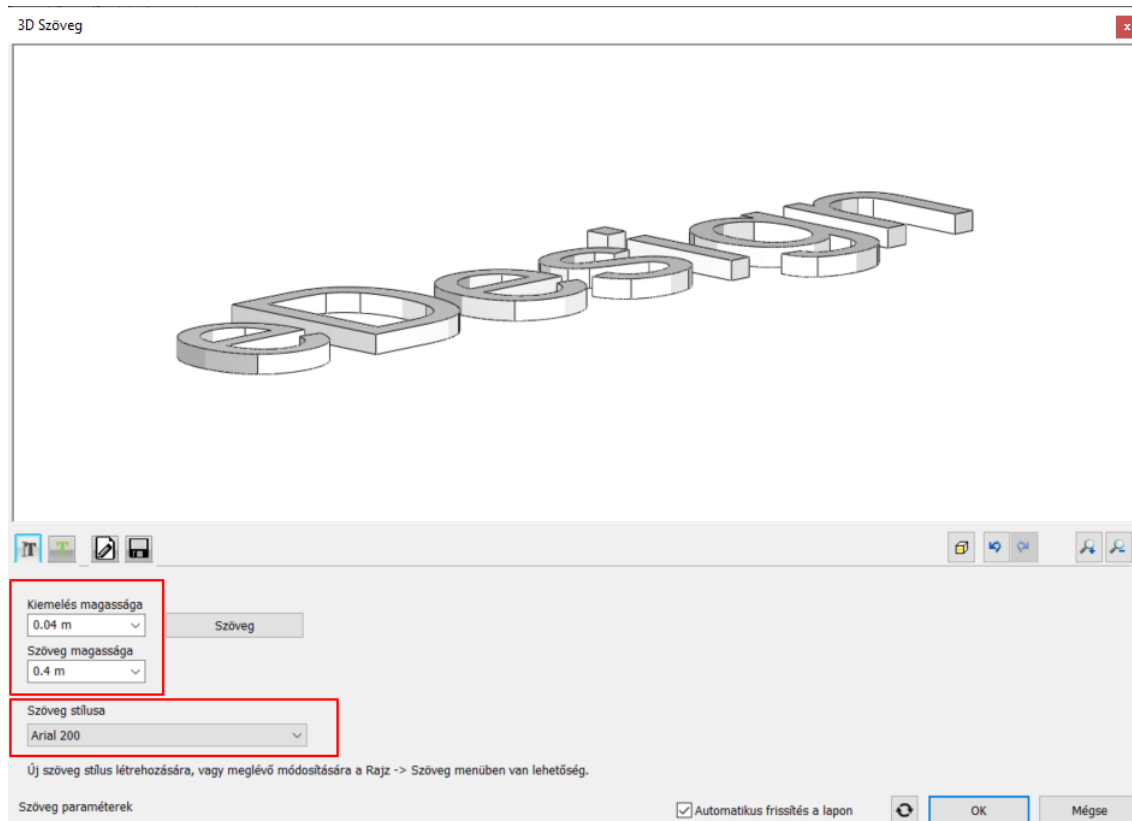 3D Szöveg
x
eDesign
Kiemelés magassága
0.04 m
Szöveg
Szöveg magassága
0.4 m
Szöveg stílusa
Arial 200
Új szöveg stílus létrehozására, vagy meglévő módosítására a Rajz -> Szöveg menüben van lehetőség.
Szöveg paraméterek
Automatikus frissítés a lapon
OK
Mégse